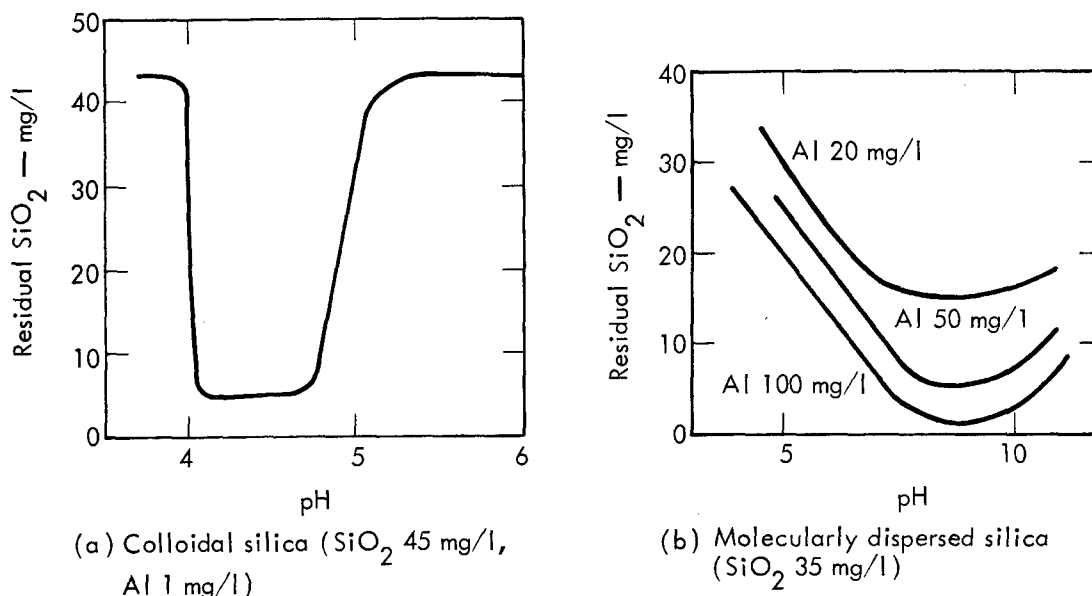 50
40
30
20
10
0
Residual SiO2 — mg/l
4
5
6
pH
(a) Colloidal silica (SiO2 45 mg/l,
Al 1 mg/l)
40
30
20
10
0
Residual SiO2 — mg/l
Al 20 mg/l
Al 50 mg/l
Al 100 mg/l
5
10
pH
(b) Molecularly dispersed silica
(SiO2 35 mg/l)